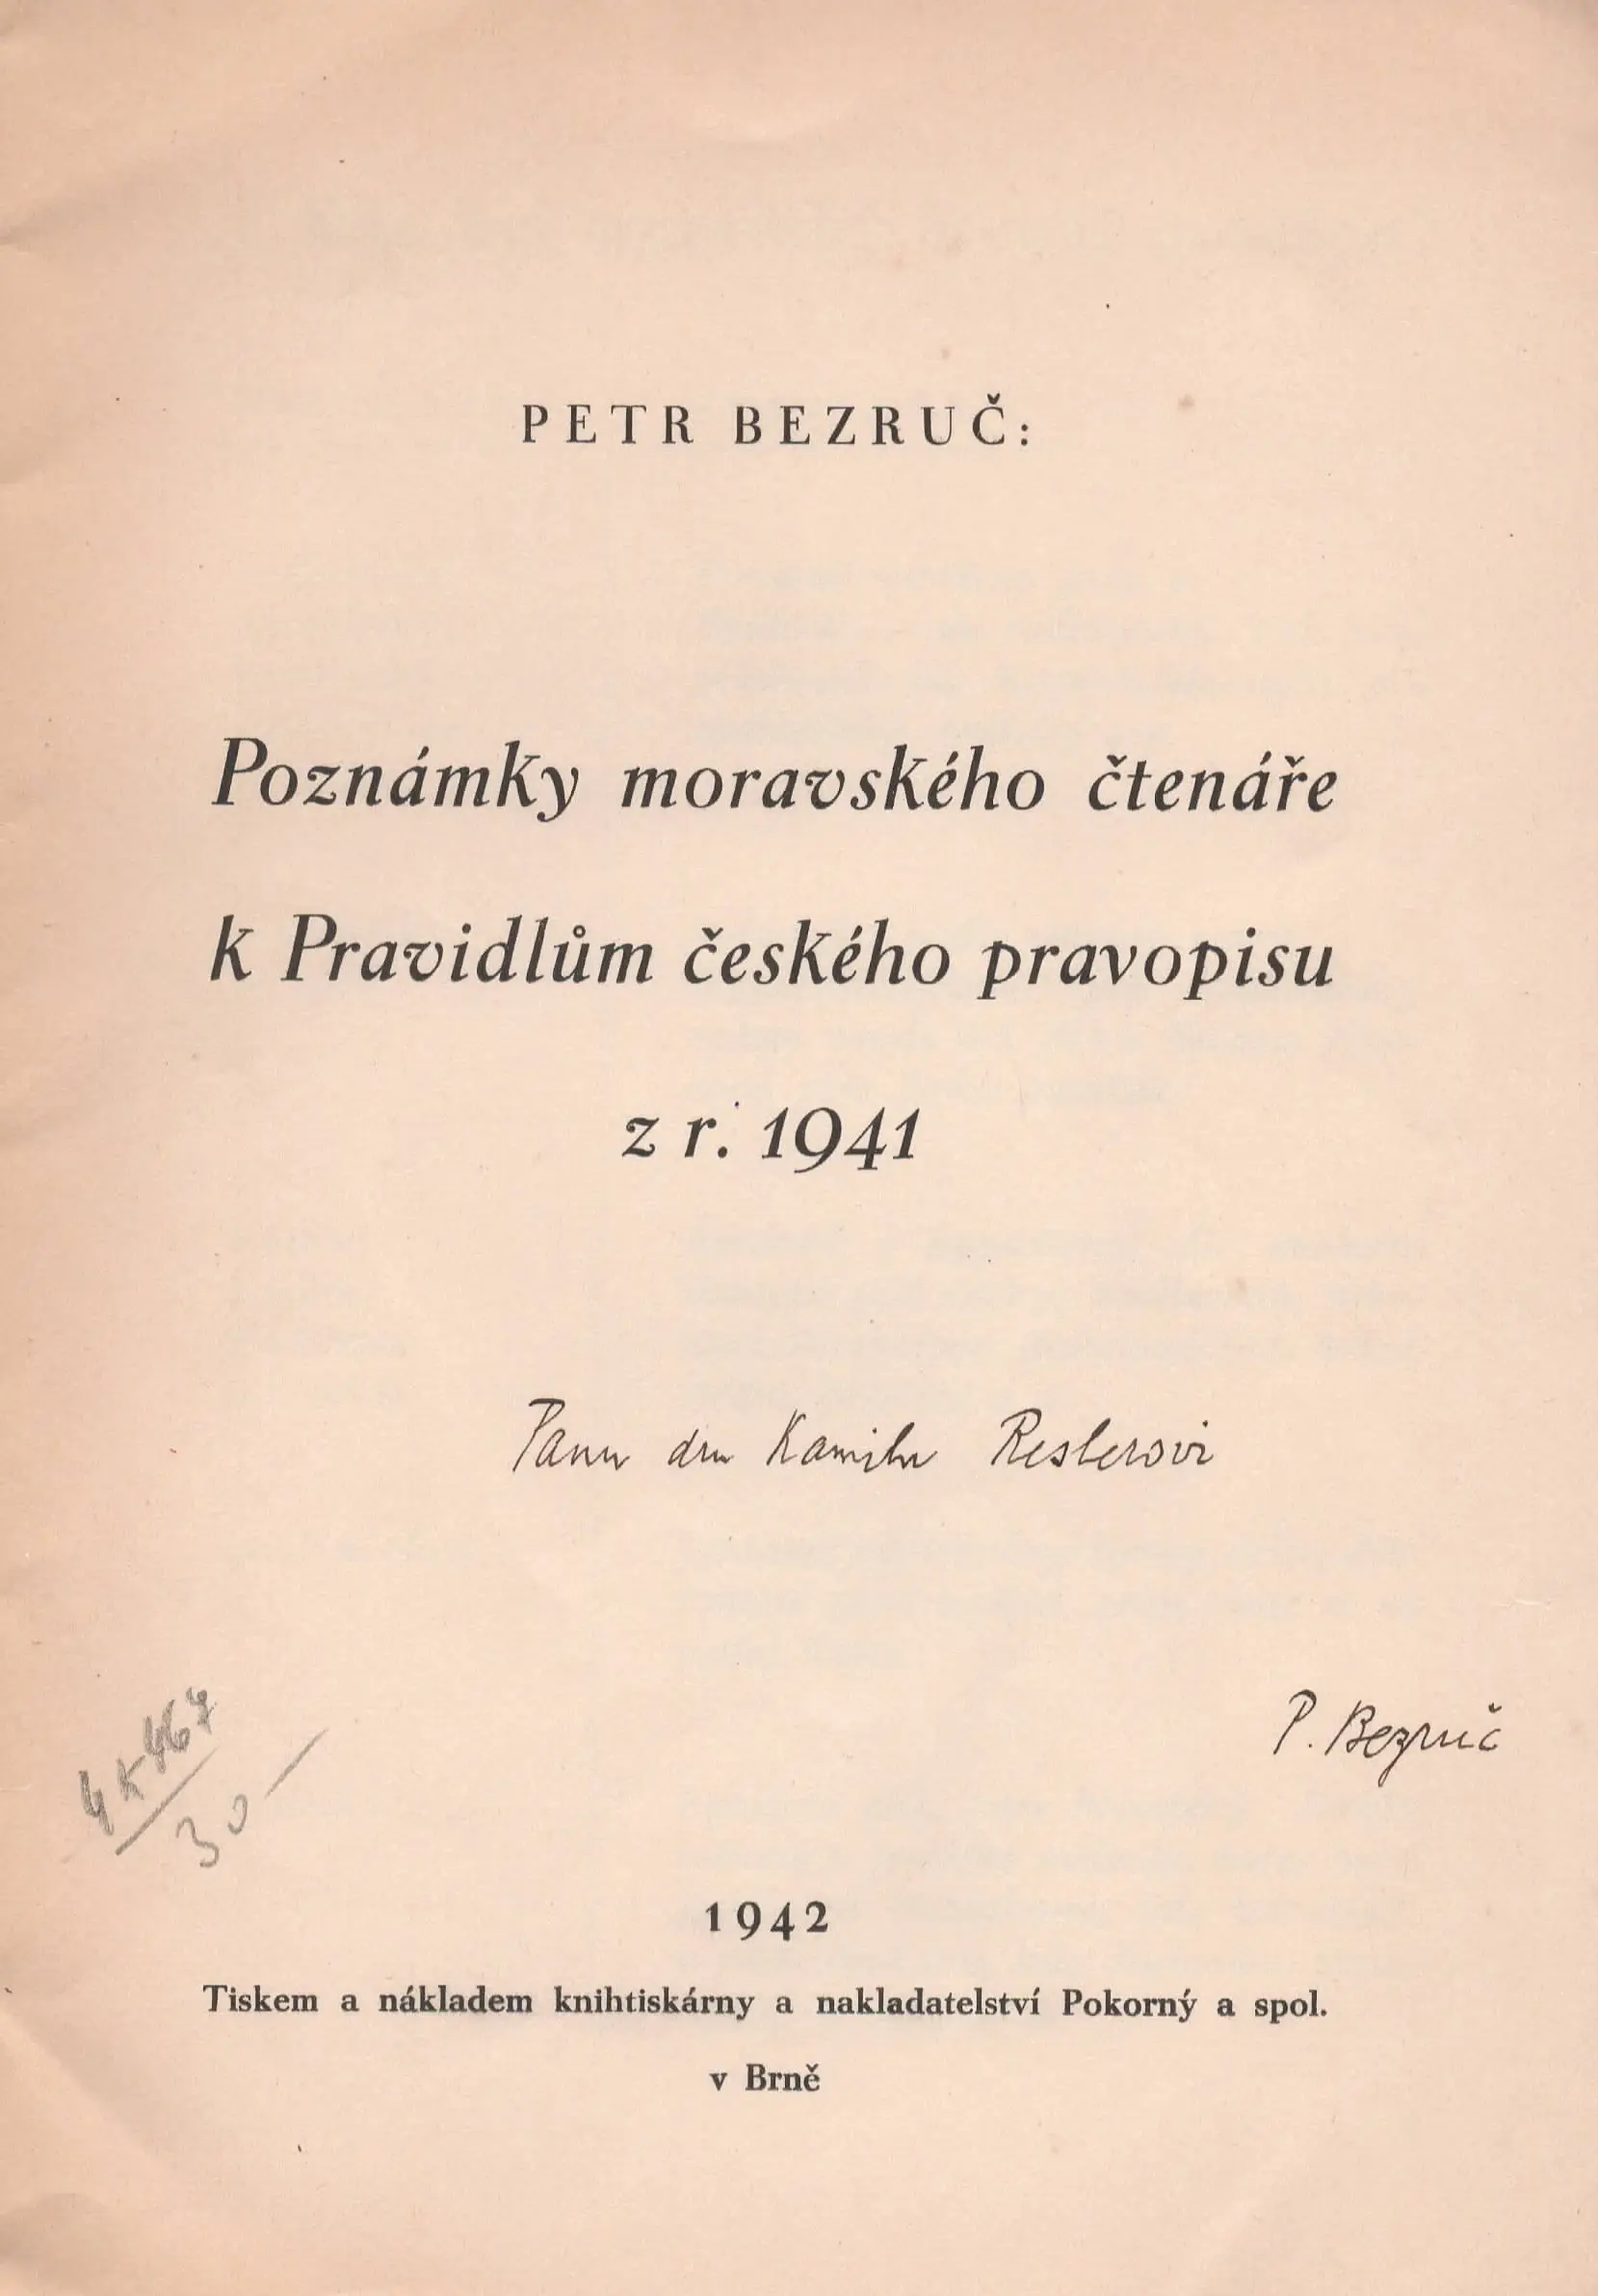 PETR BEZRUČ:
Poznámky moravského čtenáře
k Pravidlům českého pravopisu
z r. 1941
Panu dru Kamilu Reslerovi
P. Bezruč
30 —
1942
Tiskem a nákladem knihtiskárny a nakladatelství Pokorný a spol.
v Brně